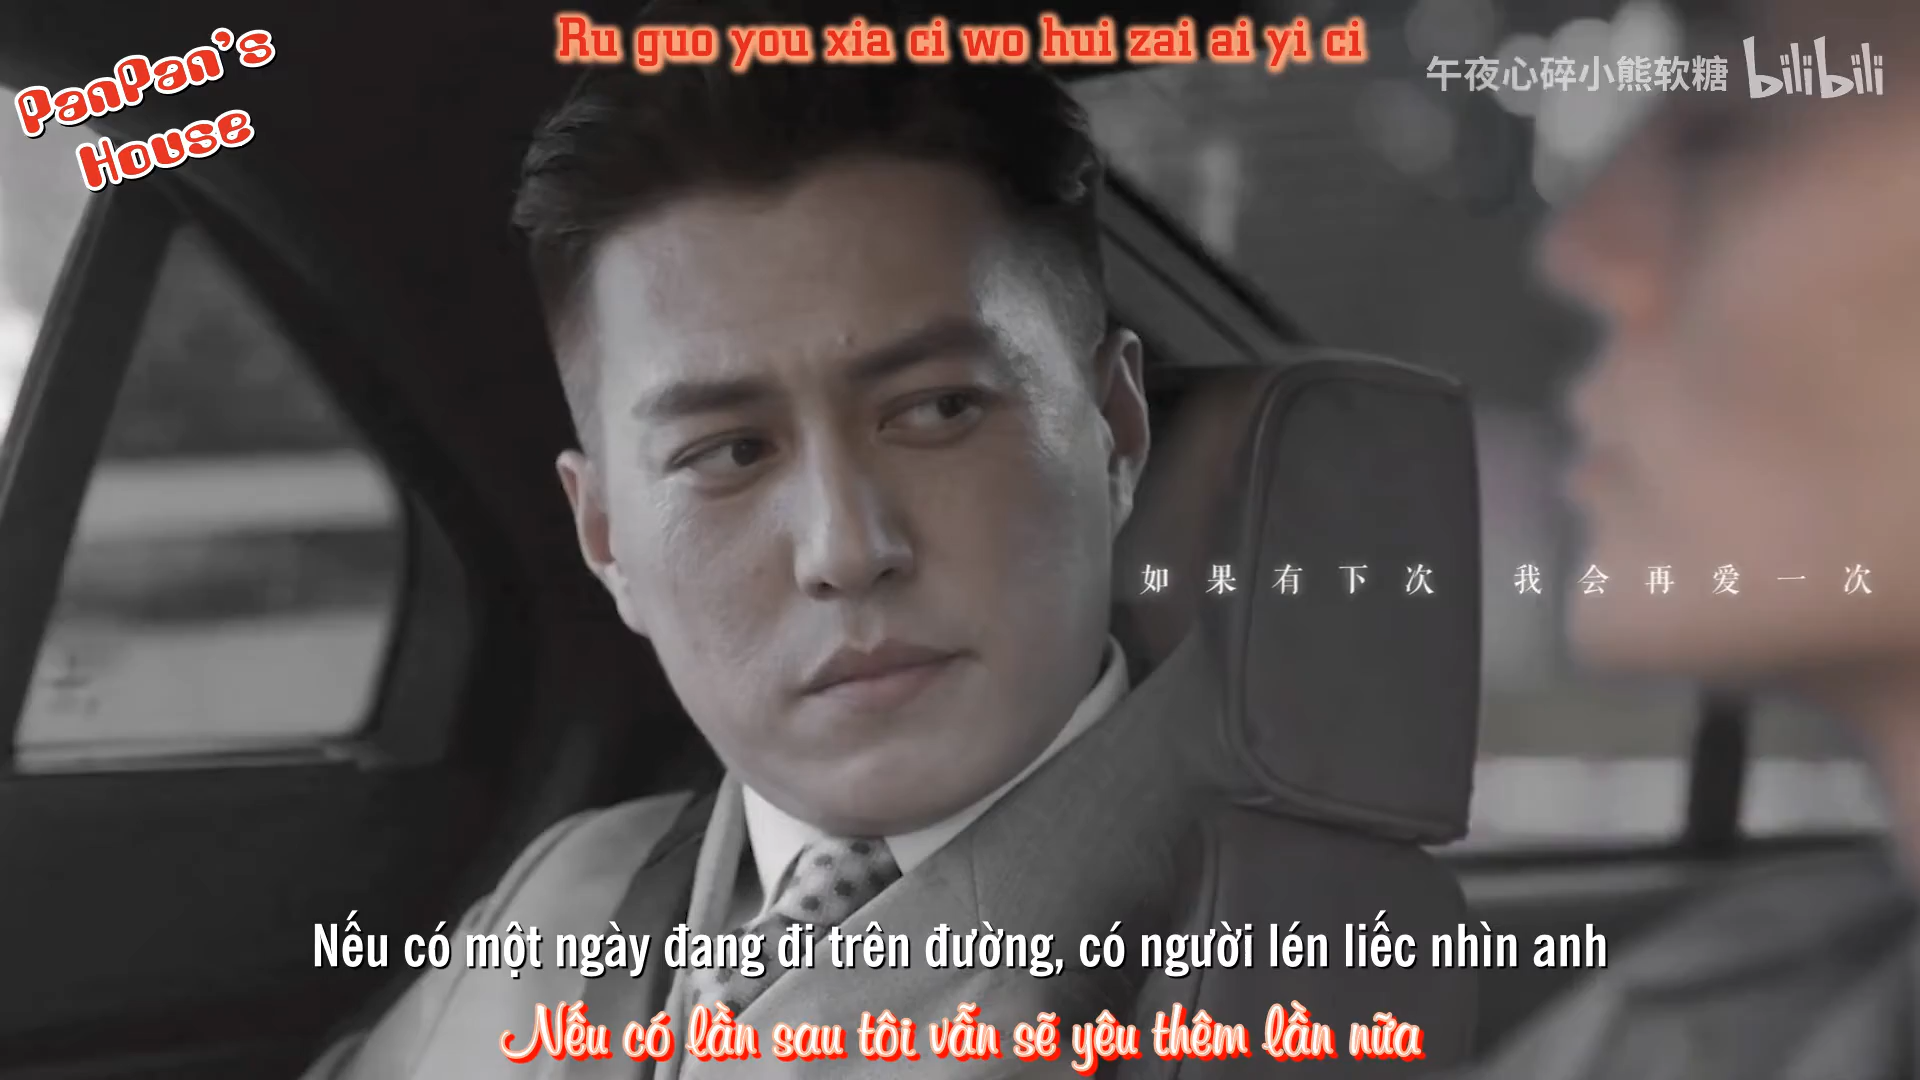 Ru guo you xia ci wo hui zai ai yi ci
PanPan's
House
午夜心碎小熊软糖 bilibili
如果有下次 我会再爱一次
Nếu có một ngày đang đi trên đường, có người lén liếc nhìn anh
Nếu có lần sau tôi vẫn sẽ yêu thêm lần nữa